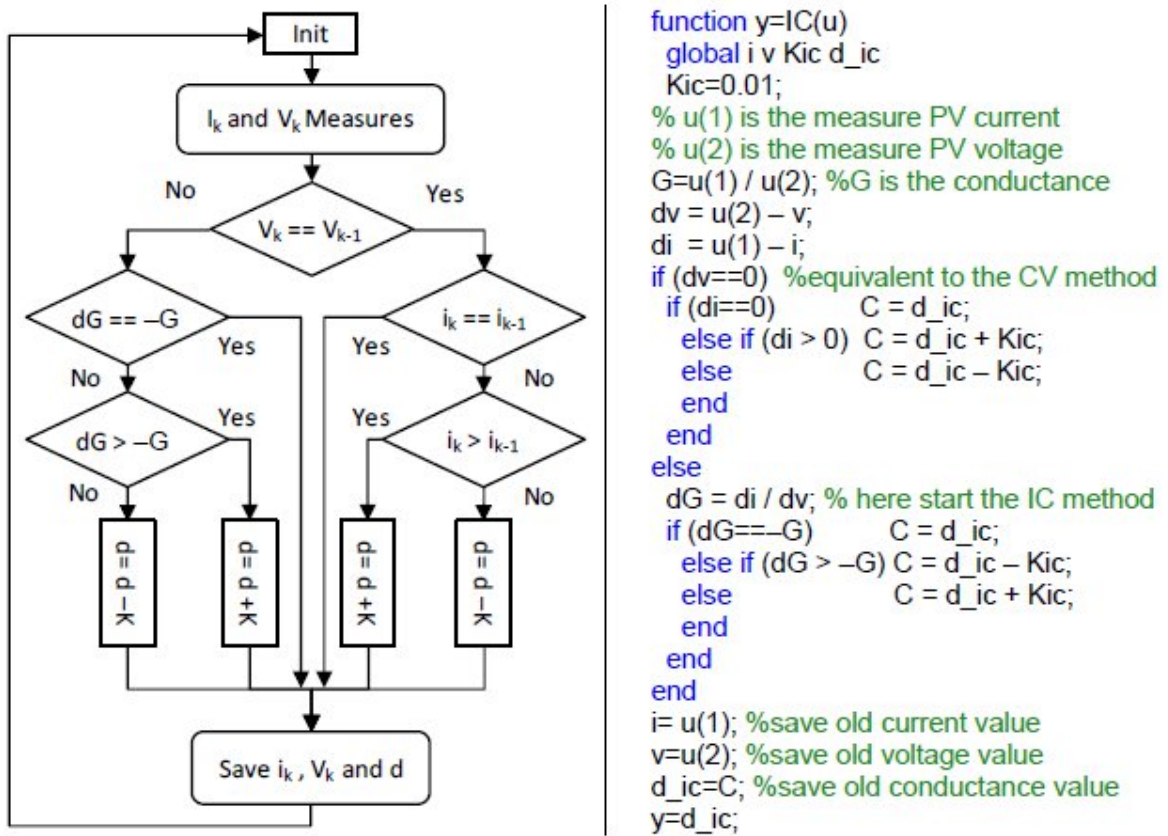 Init
I_k and V_k Measures
No
Yes
V_k == V_k-1
dG == –G
i_k == i_k-1
Yes
Yes
No
No
dG > –G
Yes
Yes
i_k > i_k-1
No
No
d= d –K
d= d +K
d= d +K
d= d –K
Save i_k , V_k and d
function y=IC(u)
global i v Kic d_ic
Kic=0.01;
% u(1) is the measure PV current
% u(2) is the measure PV voltage
G=u(1) / u(2); %G is the conductance
dv = u(2) – v;
di = u(1) – i;
if (dv==0) %equivalent to the CV method
if (di==0) C = d_ic;
else if (di > 0) C = d_ic + Kic;
else C = d_ic – Kic;
end
end
else
dG = di / dv; % here start the IC method
if (dG==–G) C = d_ic;
else if (dG > –G) C = d_ic – Kic;
else C = d_ic + Kic;
end
end
end
i= u(1); %save old current value
v=u(2); %save old voltage value
d_ic=C; %save old conductance value
y=d_ic;